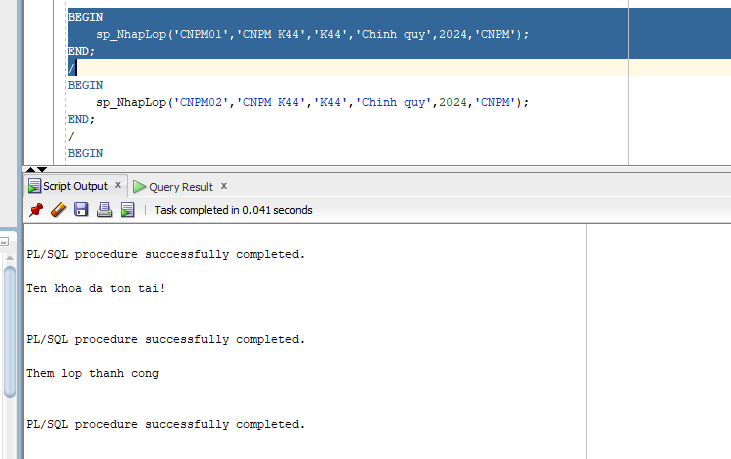 BEGIN
sp_NhapLop('CNPM01','CNPM K44','K44','Chinh quy',2024,'CNPM');
END;
/
BEGIN
sp_NhapLop('CNPM02','CNPM K44','K44','Chinh quy',2024,'CNPM');
END;
/
BEGIN
Script Output x Query Result x
Task completed in 0.041 seconds
PL/SQL procedure successfully completed.
Ten khoa da ton tai!
PL/SQL procedure successfully completed.
Them lop thanh cong
PL/SQL procedure successfully completed.